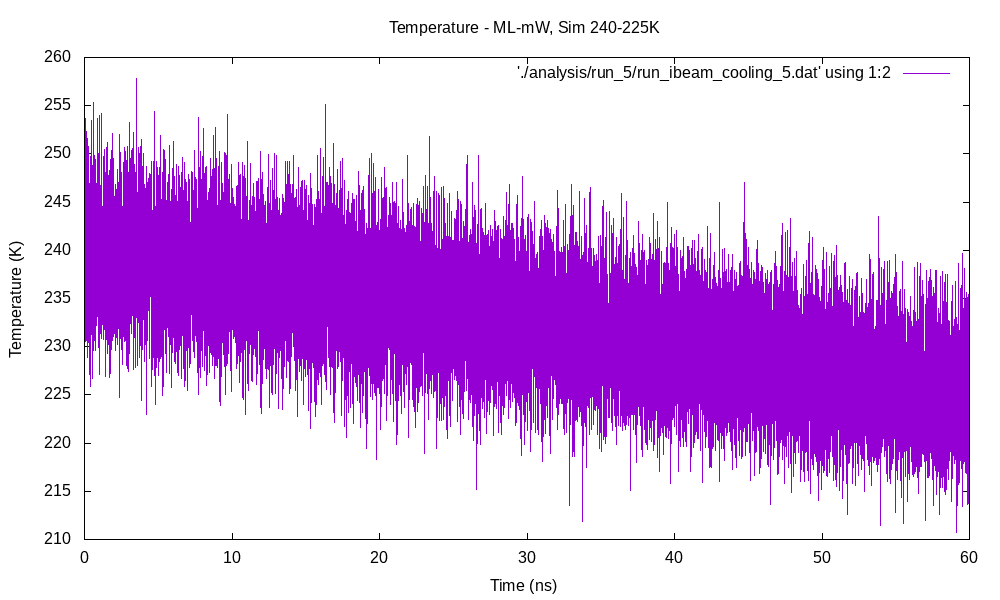 Temperature - ML-mW, Sim 240-225K
'./analysis/run_5/run_ibeam_cooling_5.dat' using 1:2
Temperature (K)
260
255
250
245
240
235
230
225
220
215
210
0 10 20 30 40 50 60
Time (ns)